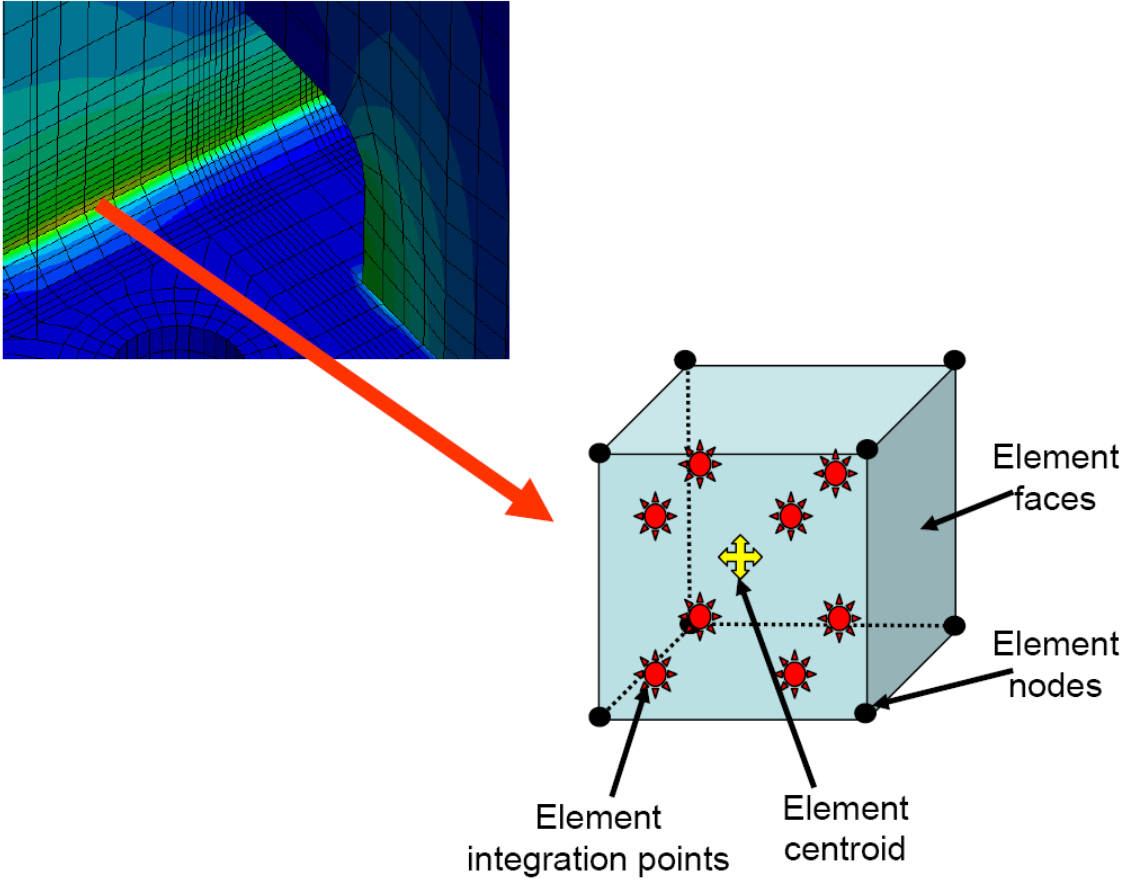 Element
faces
Element
nodes
Element
integration points
Element
centroid